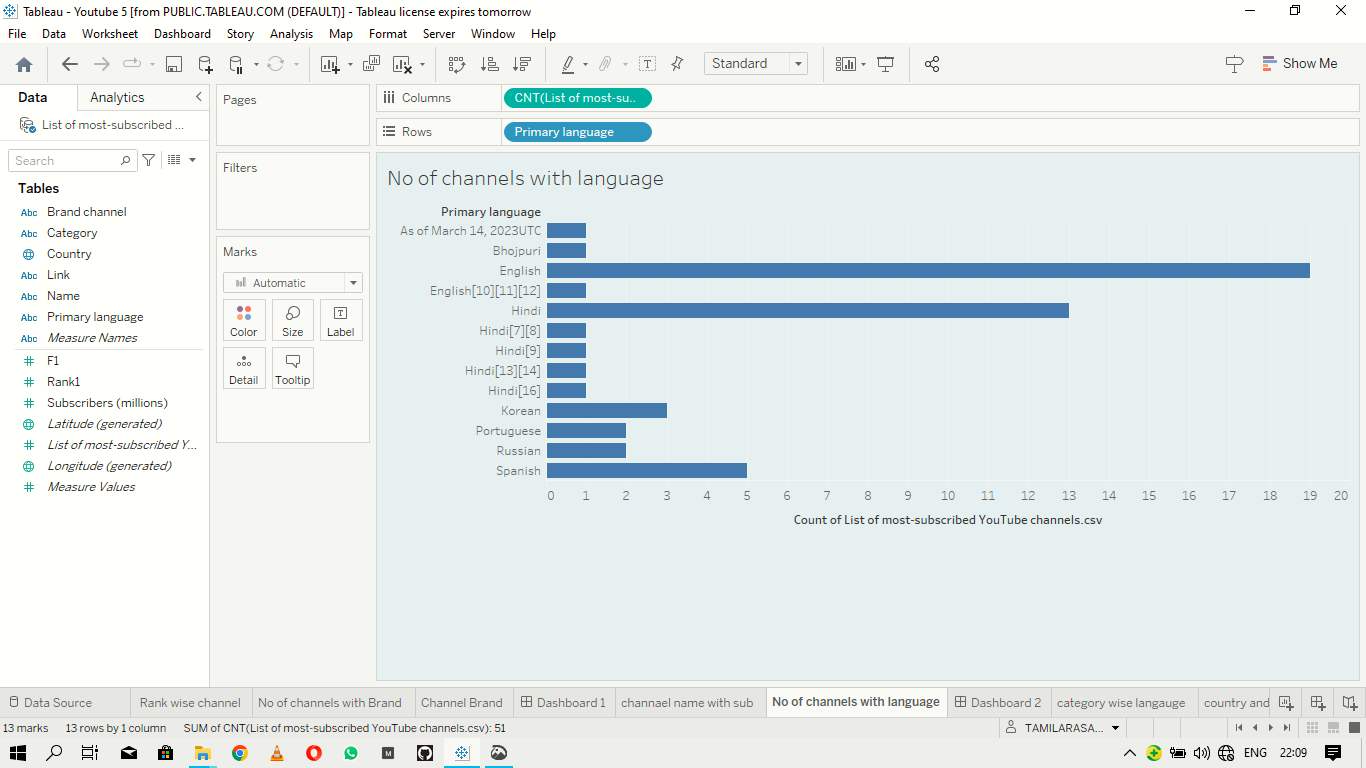 Tableau - Youtube 5 [from PUBLIC.TABLEAU.COM (DEFAULT)] - Tableau license expires tomorrow
File Data Worksheet Dashboard Story Analysis Map Format Server Window Help
Standard
Show Me
Data Analytics
List of most-subscribed ...
Search
Tables
Abc Brand channel
Abc Category
Country
Abc Link
Abc Name
Abc Primary language
Abc Measure Names
# F1
# Rank1
# Subscribers (millions)
Latitude (generated)
# List of most-subscribed Y...
Longitude (generated)
# Measure Values
Pages
Filters
Marks
Automatic
Color Size Label
Detail Tooltip
Columns CNT(List of most-su..
Rows Primary language
No of channels with language
Primary language
As of March 14, 2023UTC
Bhojpuri
English
English[10][11][12]
Hindi
Hindi[7][8]
Hindi[9]
Hindi[13][14]
Hindi[16]
Korean
Portuguese
Russian
Spanish
0 1 2 3 4 5 6 7 8 9 10 11 12 13 14 15 16 17 18 19 20
Count of List of most-subscribed YouTube channels.csv
Data Source Rank wise channel No of channels with Brand Channel Brand Dashboard 1 channael name with sub No of channels with language Dashboard 2 category wise langauge country and
13 marks 13 rows by 1 column SUM of CNT(List of most-subscribed YouTube channels.csv): 51 TAMILARASA...
M ENG 22:09